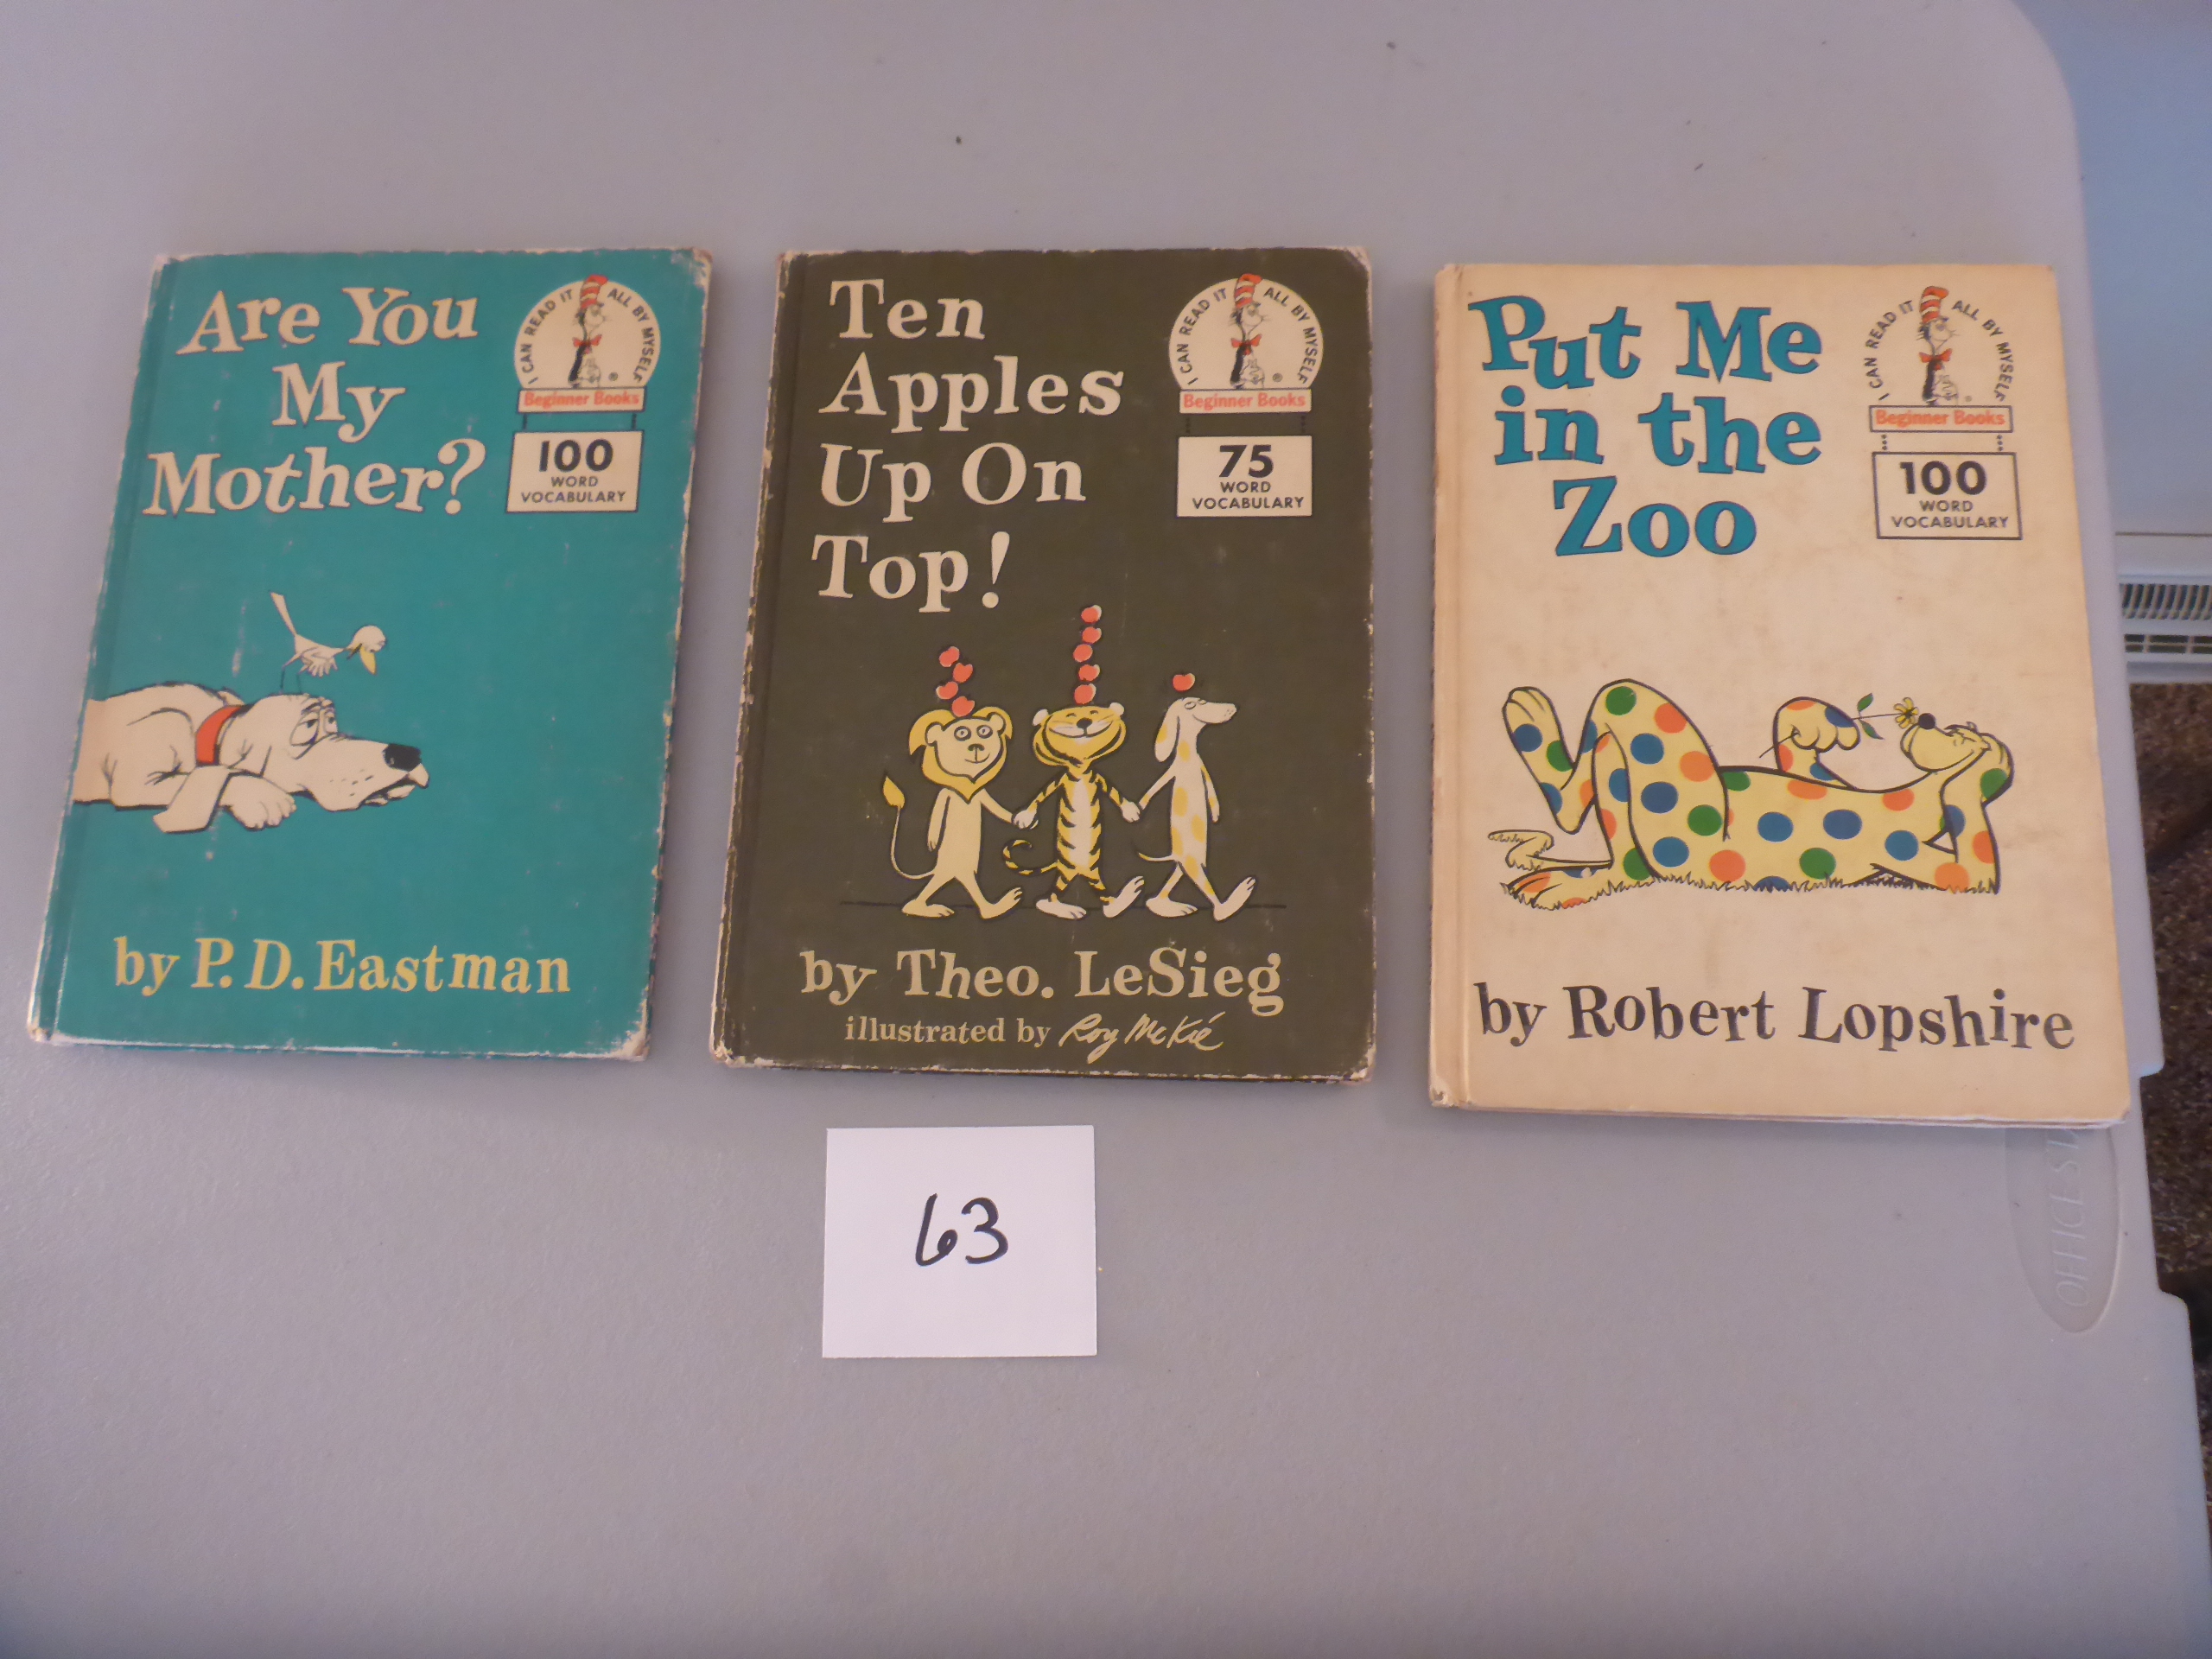 Are You
My
Mother?
I CAN READ IT ALL BY MYSELF
®
Beginner Books
100
WORD
VOCABULARY
by P. D. Eastman
Ten
Apples
Up On
Top!
I CAN READ IT ALL BY MYSELF
®
Beginner Books
75
WORD
VOCABULARY
by Theo. LeSieg
illustrated by Roy McKié
Put Me
in the
Zoo
I CAN READ IT ALL BY MYSELF
®
Beginner Books
100
WORD
VOCABULARY
by Robert Lopshire
63
OFFICE